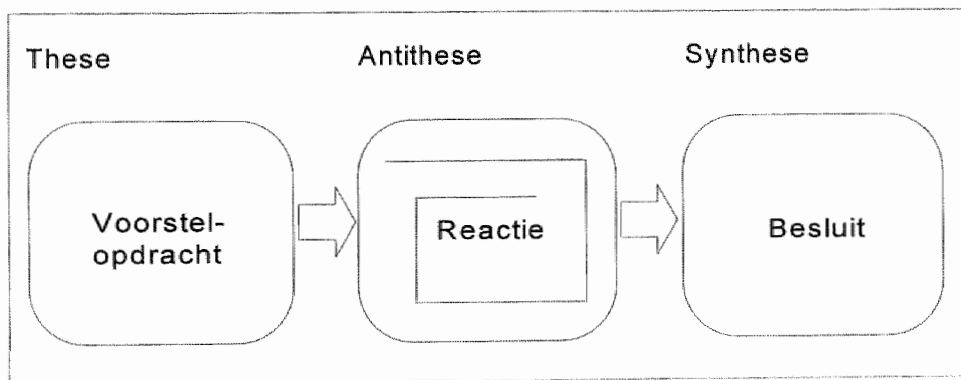 These
Antithese
Synthese
Voorstel-
opdracht
Reactie
Besluit